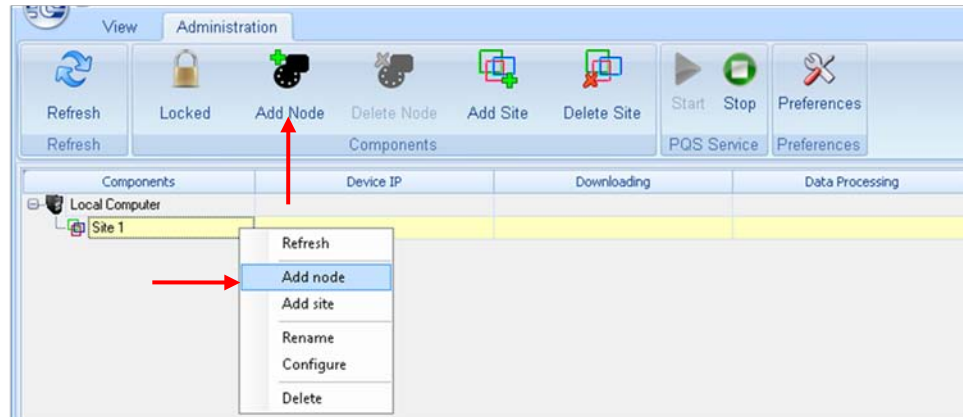 View Administration
Refresh Locked Add Node Delete Node Add Site Delete Site Start Stop Preferences
Refresh Components PQS Service Preferences
Components Device IP Downloading Data Processing
Local Computer
Site 1
Refresh
Add node
Add site
Rename
Configure
Delete